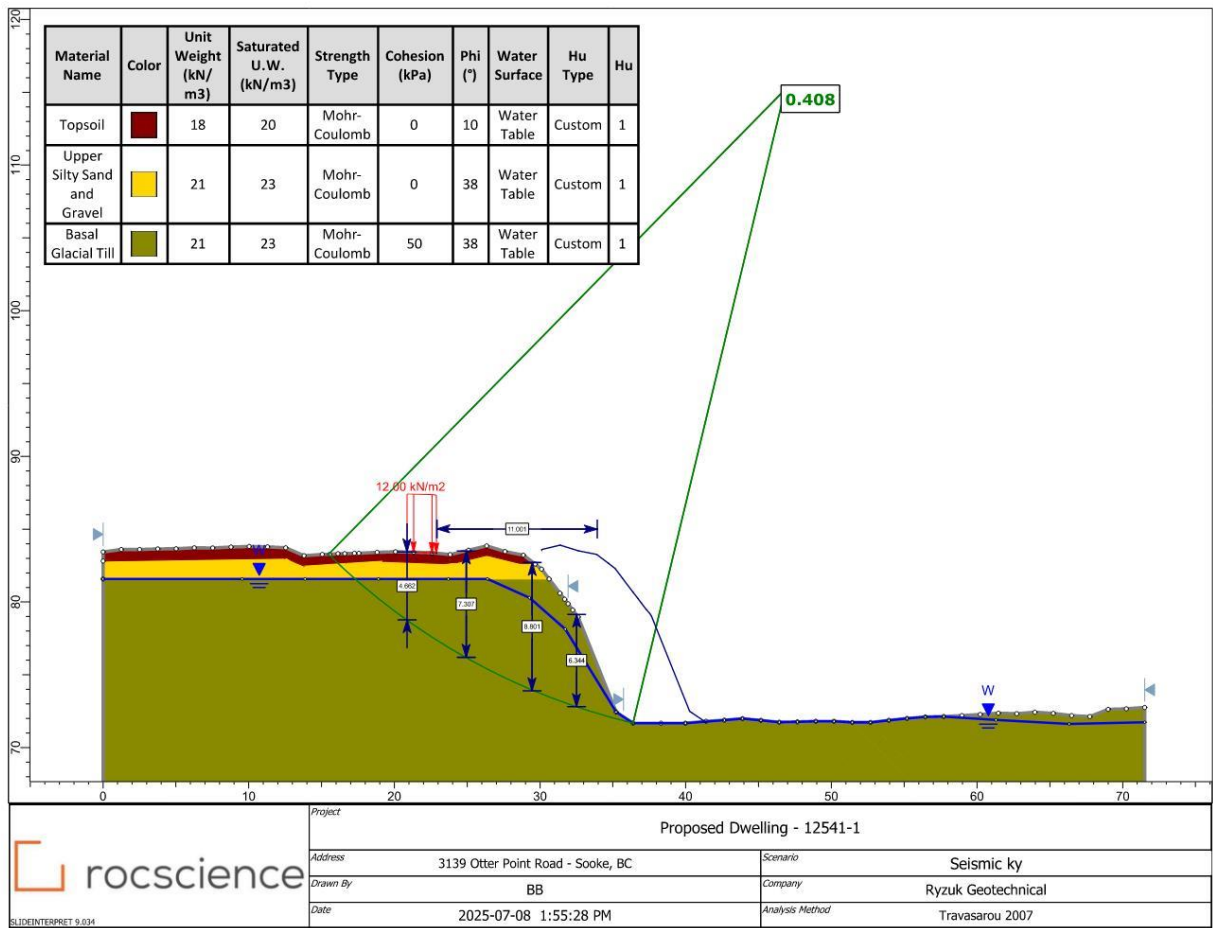 120
110
100
90
80
70
Material Name Color Unit Weight (kN/ m3) Saturated U.W. (kN/m3) Strength Type Cohesion (kPa) Phi (°) Water Surface Hu Type Hu
Topsoil 18 20 Mohr-Coulomb 0 10 Water Table Custom 1
Upper Silty Sand and Gravel 21 23 Mohr-Coulomb 0 38 Water Table Custom 1
Basal Glacial Till 21 23 Mohr-Coulomb 50 38 Water Table Custom 1
0.408
12.00 kN/m2
11.001
W
4.662
6.344
W
0 10 20 30 40 50 60 70
rocscience
SLIDEINTERPRET 9.034
Project
Proposed Dwelling - 12541-1
Address
3139 Otter Point Road - Sooke, BC
Scenario
Seismic ky
Drawn By
BB
Company
Ryzuk Geotechnical
Date
2025-07-08 1:55:28 PM
Analysis Method
Travasarou 2007